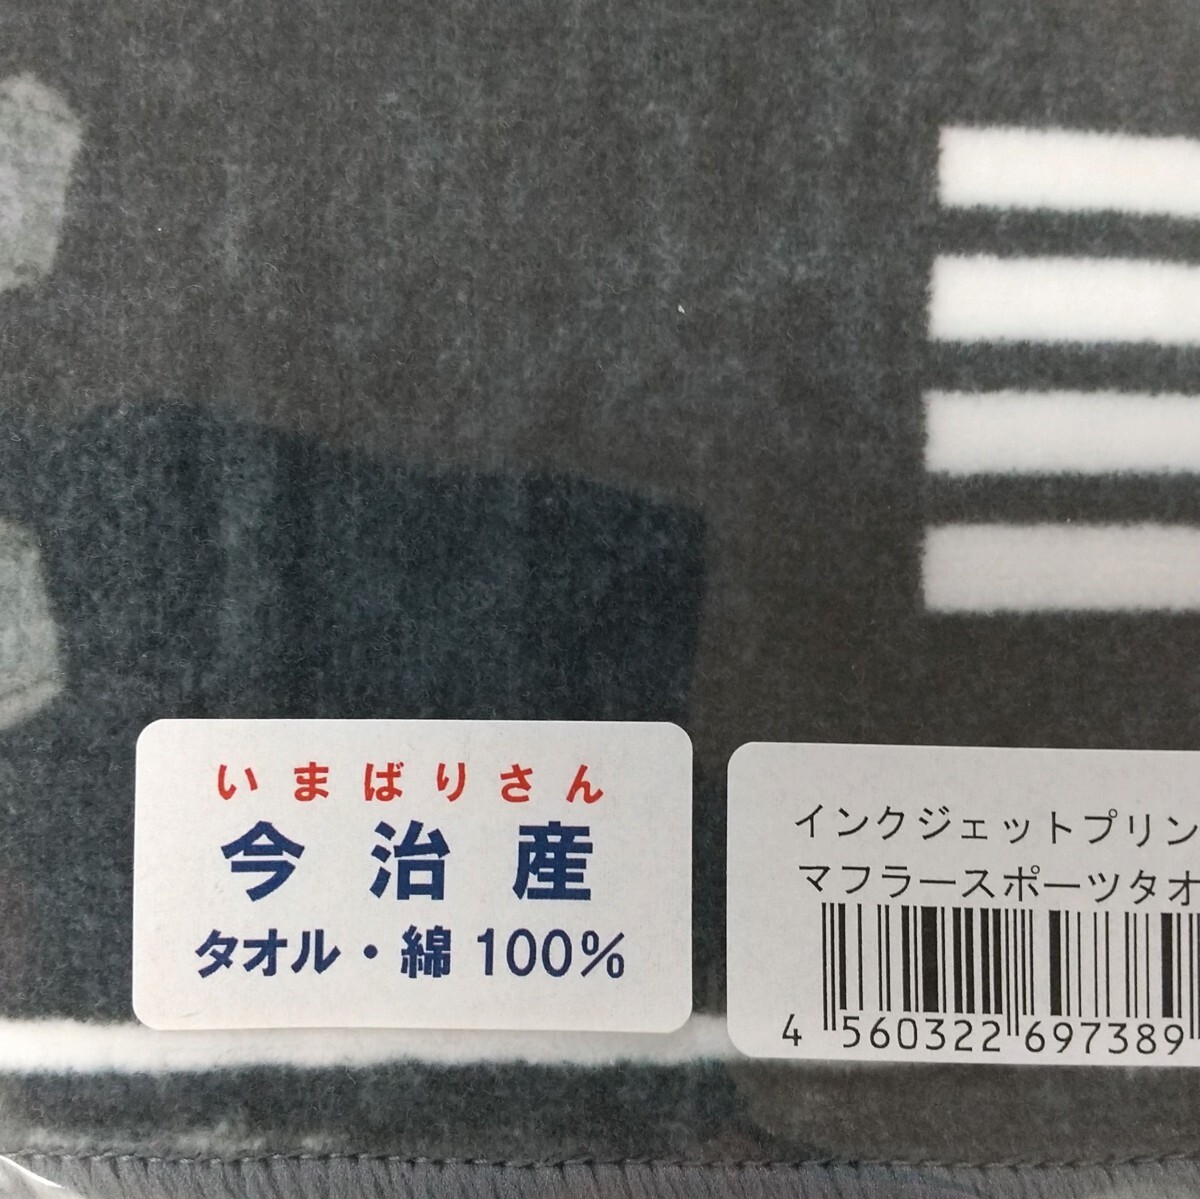 いまばりさん
今治産
タオル・綿 100%
インクジェットプリン
マフラースポーツタオ
4 560322 697389